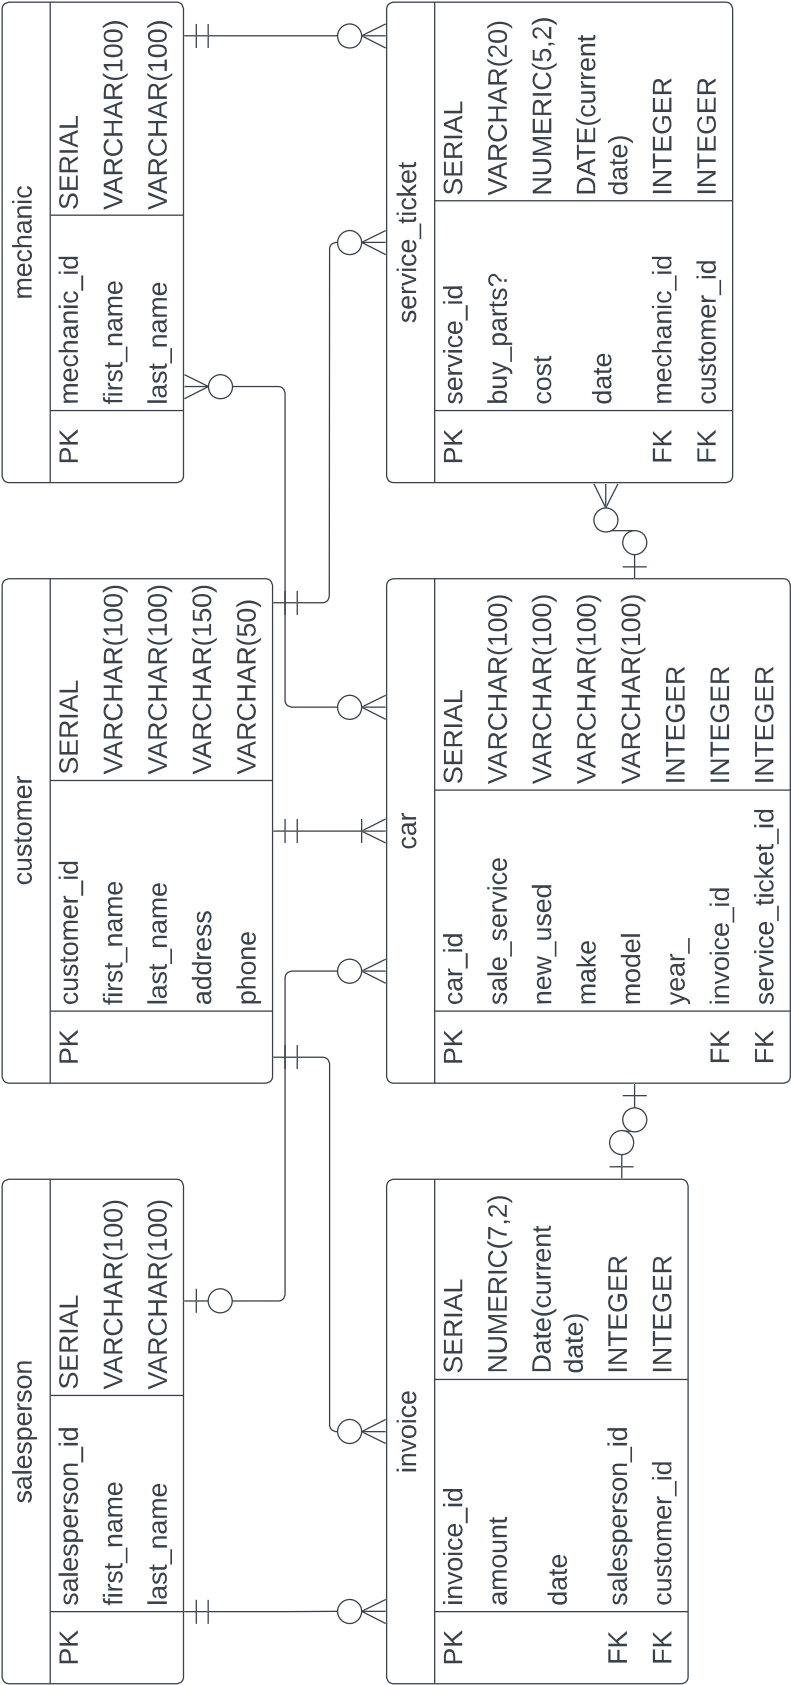 salesperson
PK salesperson_id SERIAL
first_name VARCHAR(100)
last_name VARCHAR(100)
customer
PK customer_id SERIAL
first_name VARCHAR(100)
last_name VARCHAR(100)
address VARCHAR(150)
phone VARCHAR(50)
mechanic
PK mechanic_id SERIAL
first_name VARCHAR(100)
last_name VARCHAR(100)
invoice
PK invoice_id SERIAL
amount NUMERIC(7,2)
date Date(current
date)
FK salesperson_id INTEGER
FK customer_id INTEGER
car
PK car_id SERIAL
sale_service VARCHAR(100)
new_used VARCHAR(100)
make VARCHAR(100)
model VARCHAR(100)
year_ INTEGER
FK invoice_id INTEGER
FK service_ticket_id INTEGER
service_ticket
PK service_id SERIAL
buy_parts? VARCHAR(20)
cost NUMERIC(5,2)
date DATE(current
date)
FK mechanic_id INTEGER
FK customer_id INTEGER